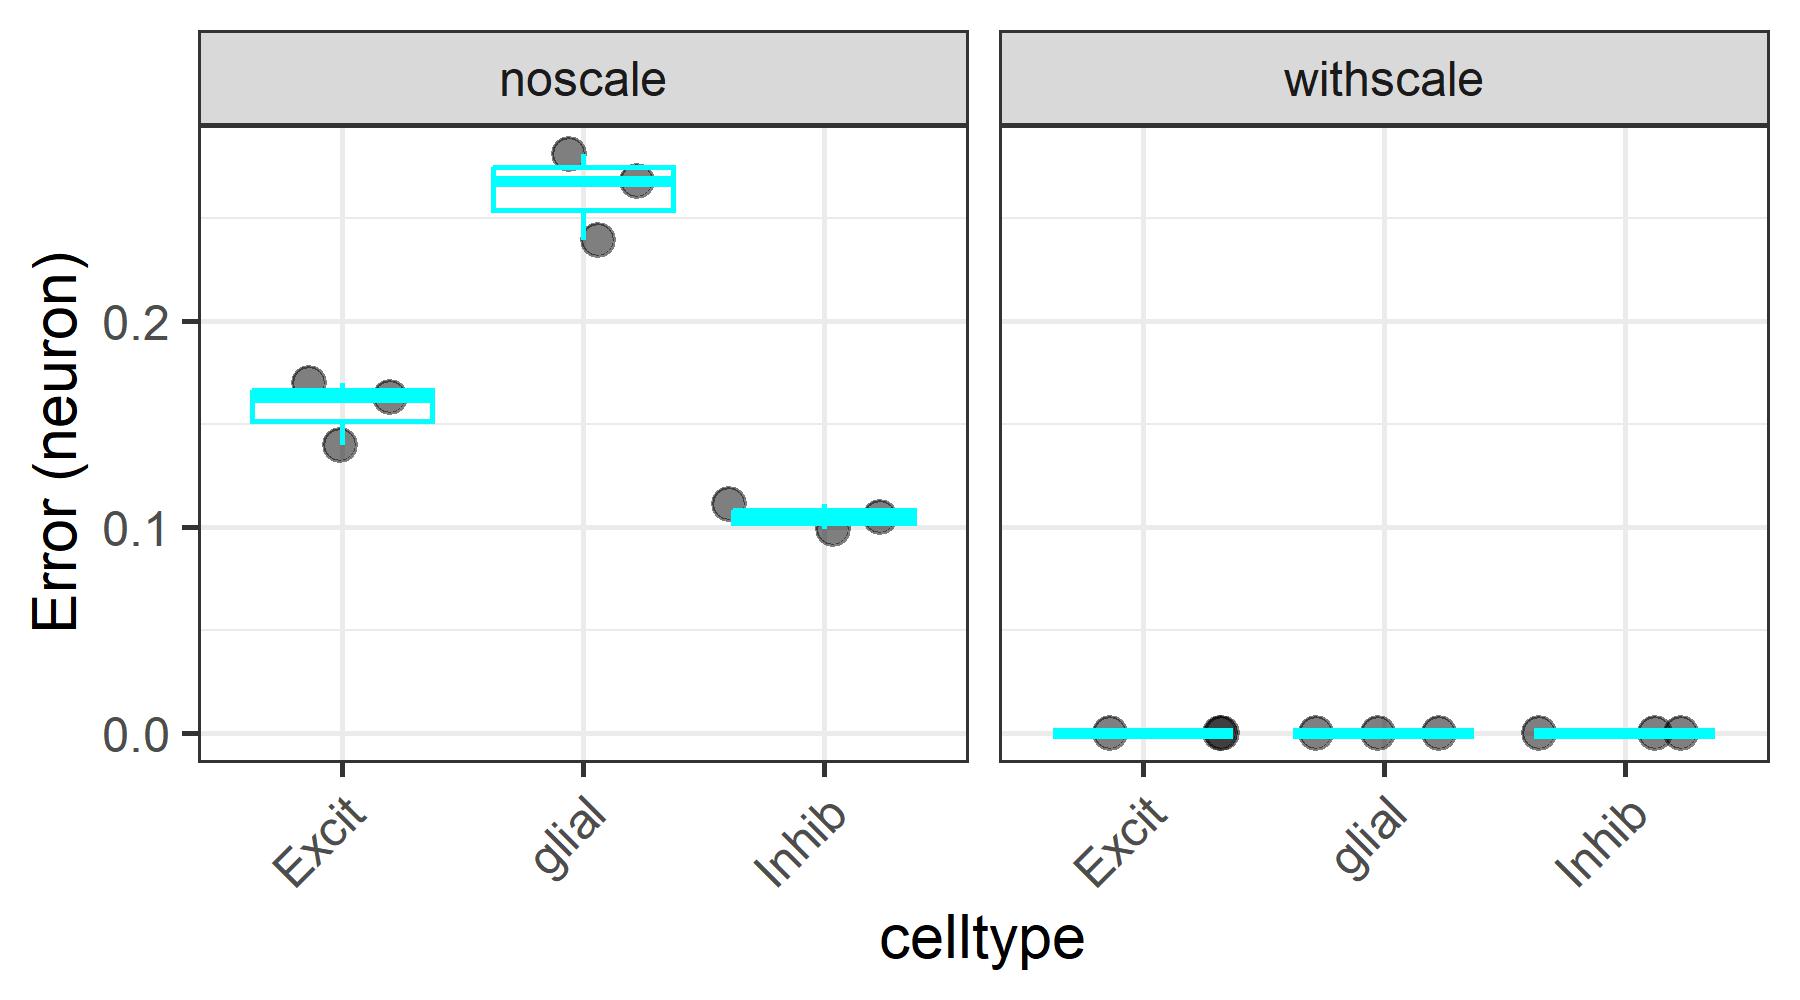 noscale
withscale
Error (neuron)
0.2
0.1
0.0
Excit
glial
Inhib
Excit
glial
Inhib
celltype